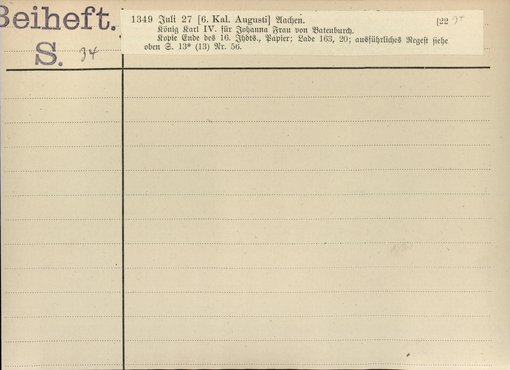 Beiheft.
S. 34
1349 Juli 27 [6. Kal. Augusti] Aachen. [22
König Karl IV. für Johanna Frau von Batenburch.
Kopie Ende des 16. Jhdts., Papier; Lade 163, 20; ausführliches Regest siehe
oben S. 13* (13) Nr. 56.